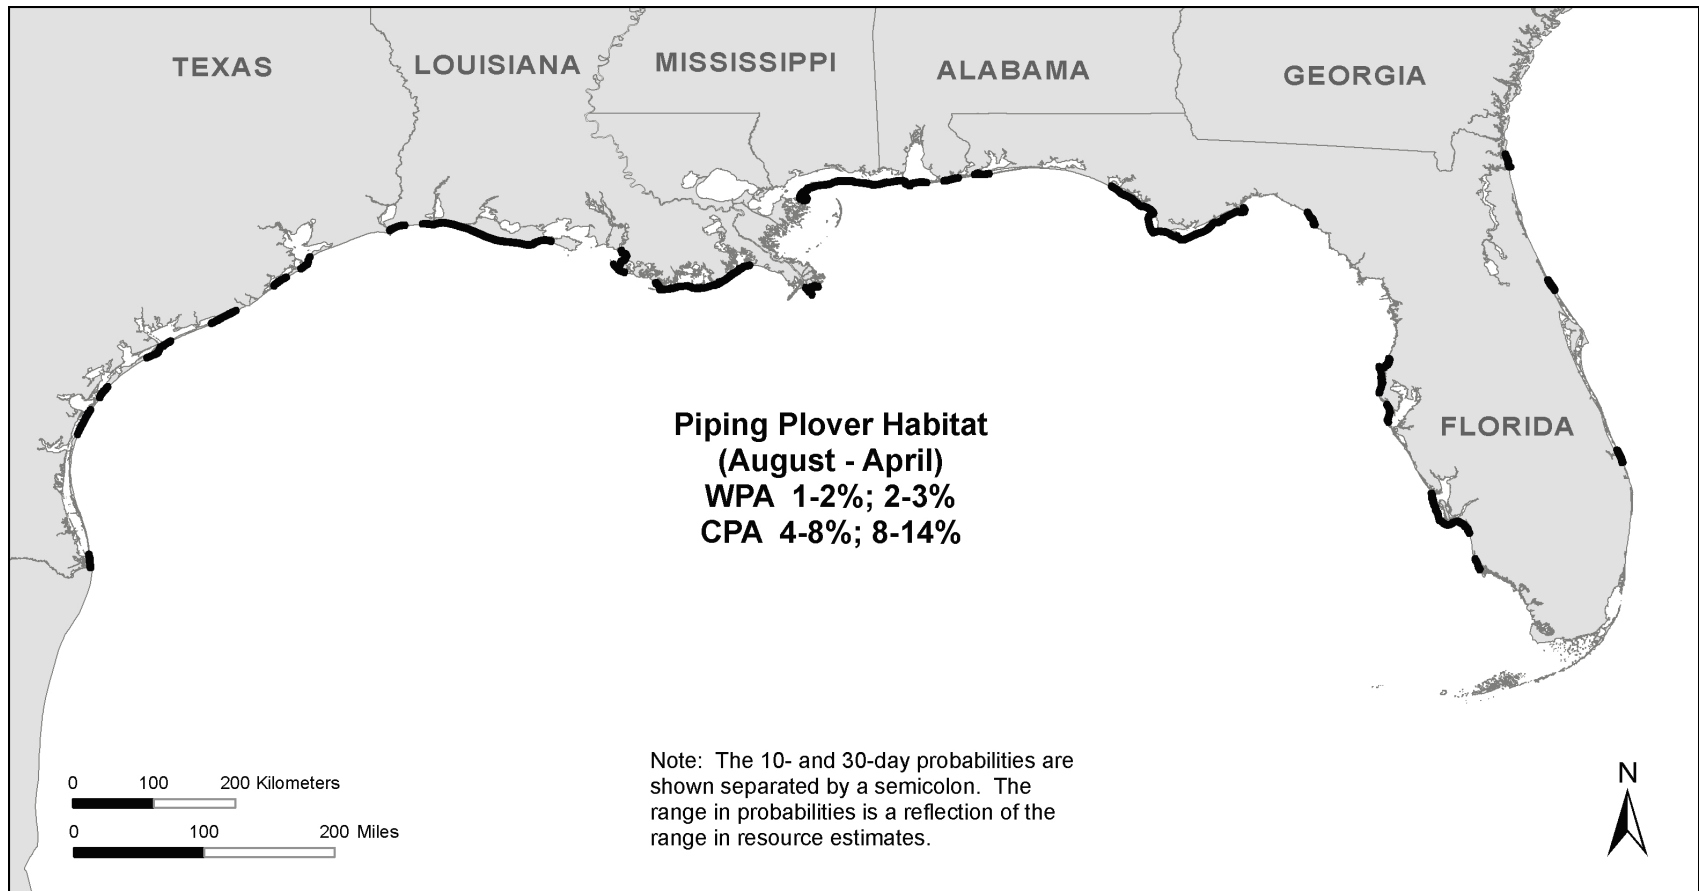 TEXAS
LOUISIANA
MISSISSIPPI
ALABAMA
GEORGIA
FLORIDA
Piping Plover Habitat
(August - April)
WPA 1-2%; 2-3%
CPA 4-8%; 8-14%
Note: The 10- and 30-day probabilities are
shown separated by a semicolon. The
range in probabilities is a reflection of the
range in resource estimates.
0 100 200 Kilometers
0 100 200 Miles
N